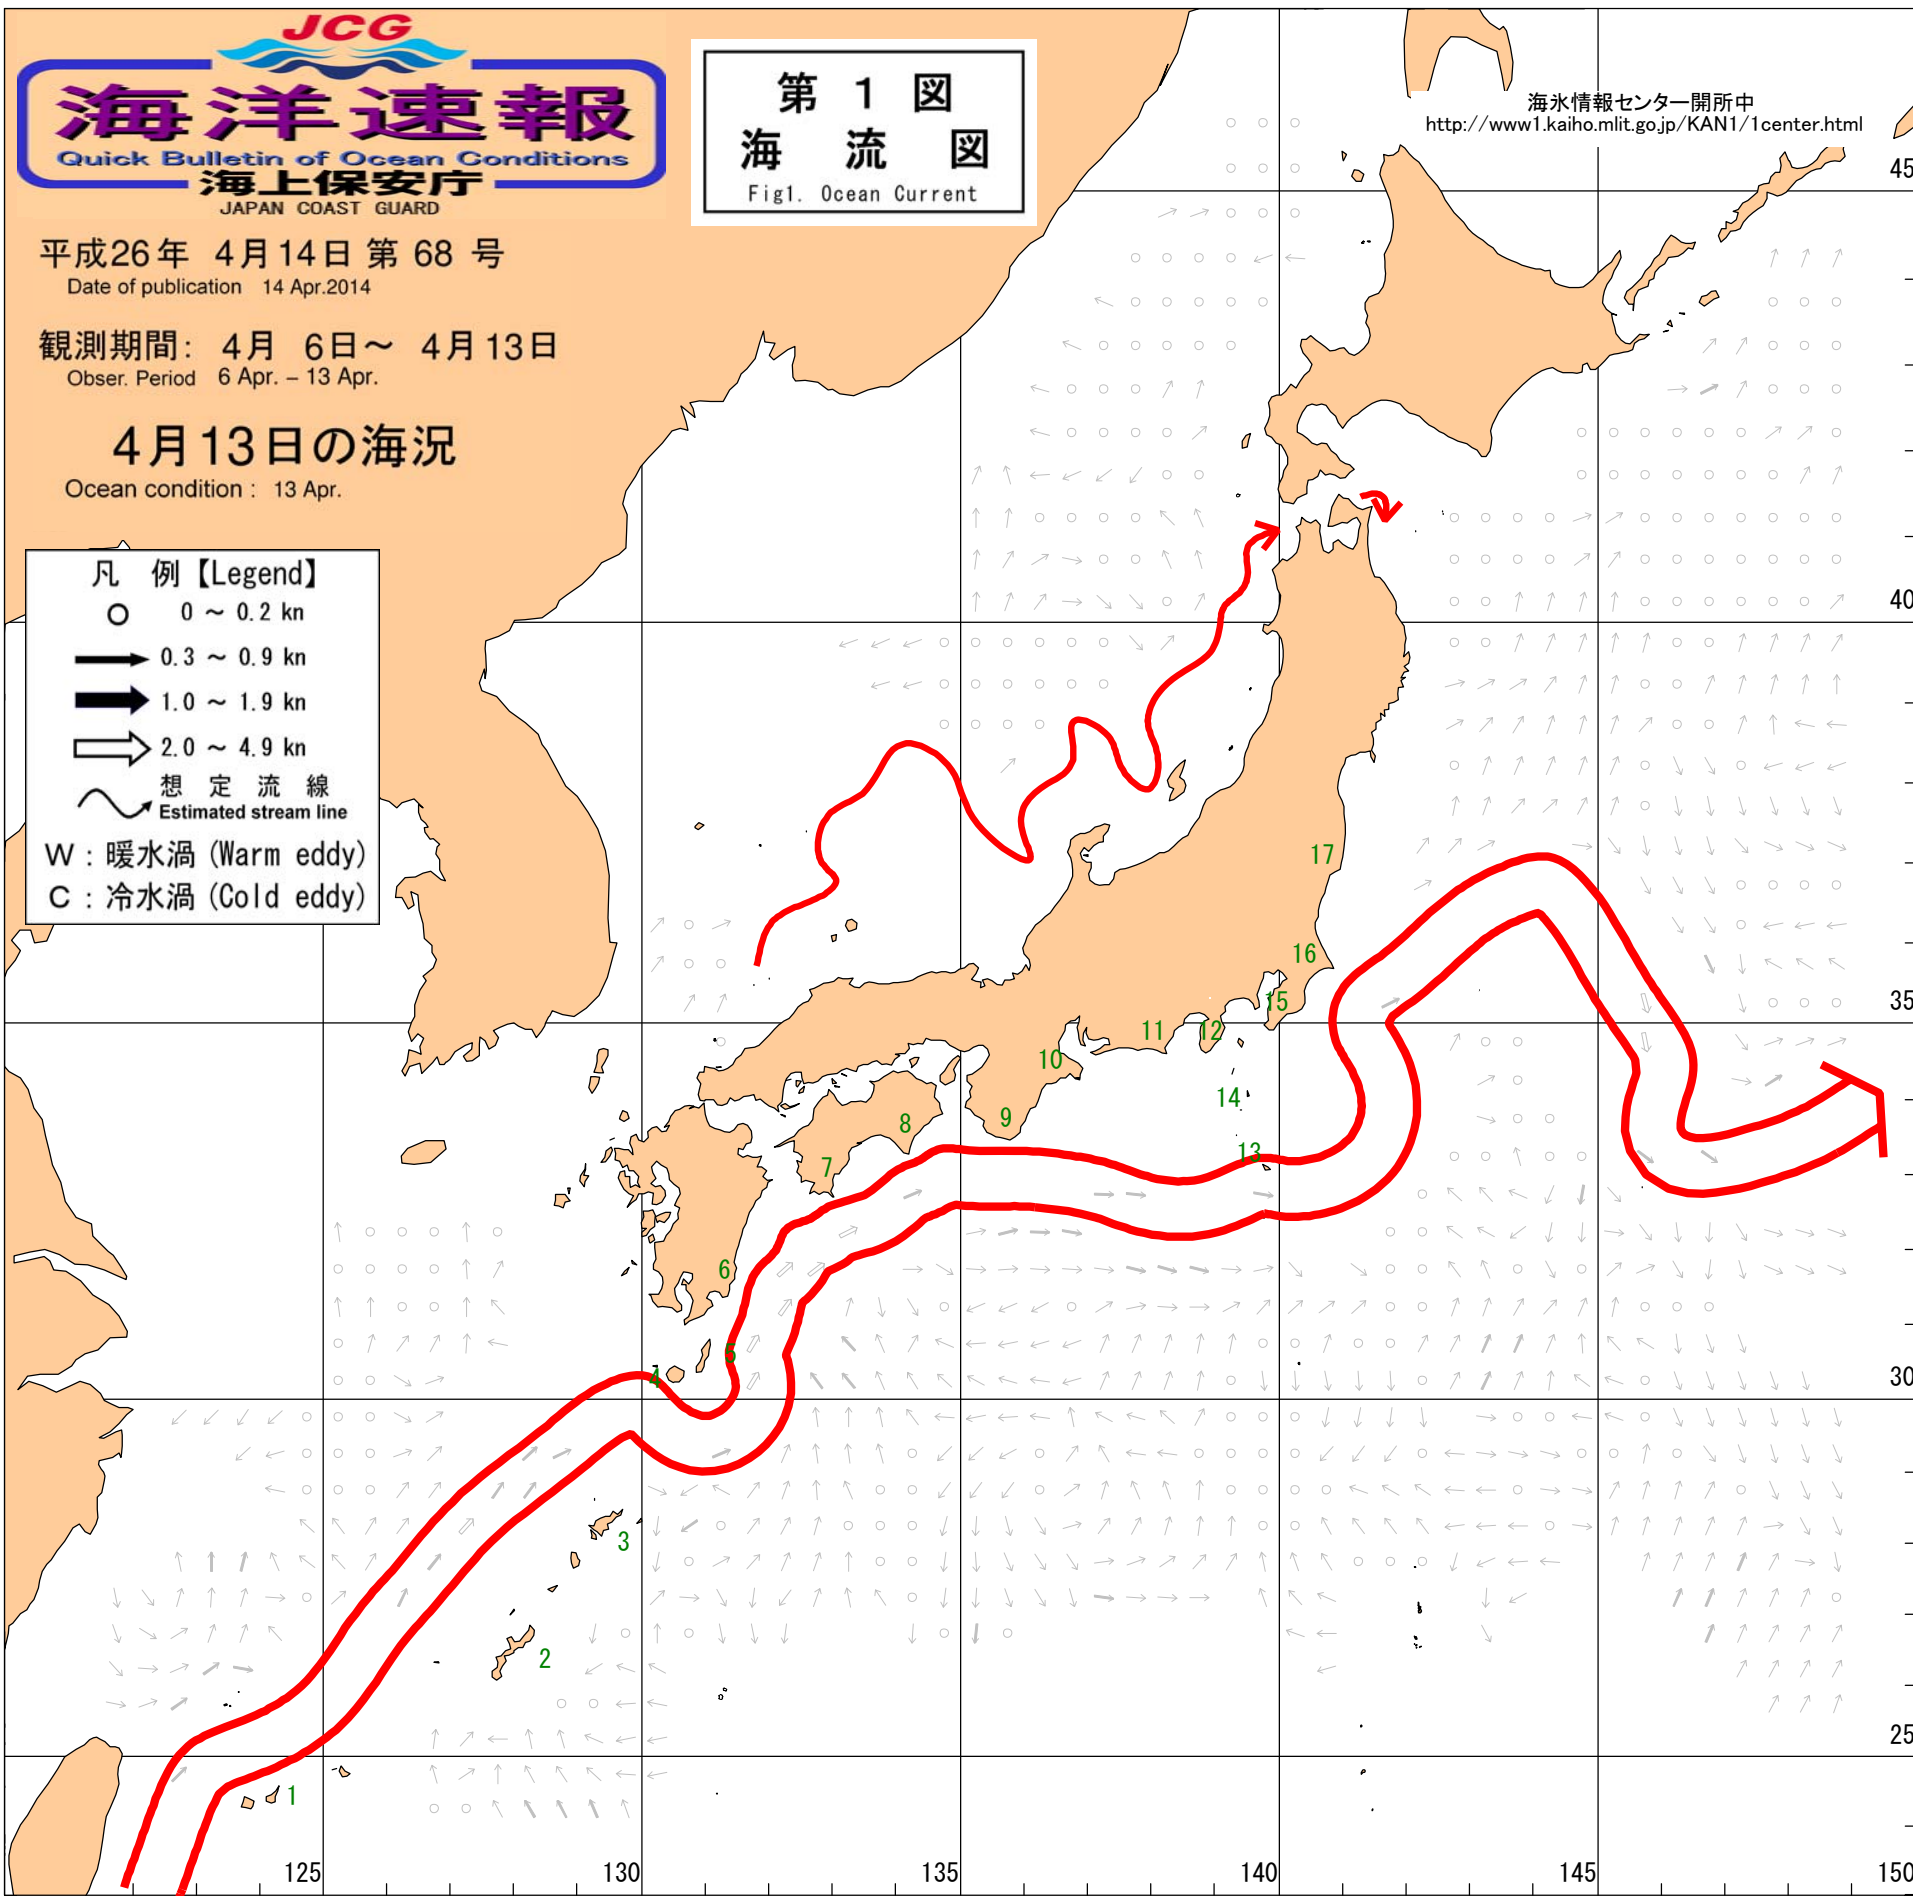 JCG
海洋速報
Quick Bulletin of Ocean Conditions
海上保安庁
JAPAN COAST GUARD
第 1 図
海 流 図
Fig1. Ocean Current
海氷情報センター開所中
http://www1.kaiho.mlit.go.jp/KAN1/1center.html
平成26年 4月14日 第 68 号
Date of publication 14 Apr.2014
観測期間: 4月 6日～ 4月13日
Obser. Period 6 Apr. – 13 Apr.
4月13日の海況
Ocean condition : 13 Apr.
凡 例【Legend】
0 ～ 0.2 kn
0.3 ～ 0.9 kn
1.0 ～ 1.9 kn
2.0 ～ 4.9 kn
想 定 流 線
Estimated stream line
W : 暖水渦 (Warm eddy)
C : 冷水渦 (Cold eddy)
45
40
35
30
25
17
16
15
12
11
10
14
13
9
8
7
6
5
4
3
2
1
125
130
135
140
145
150